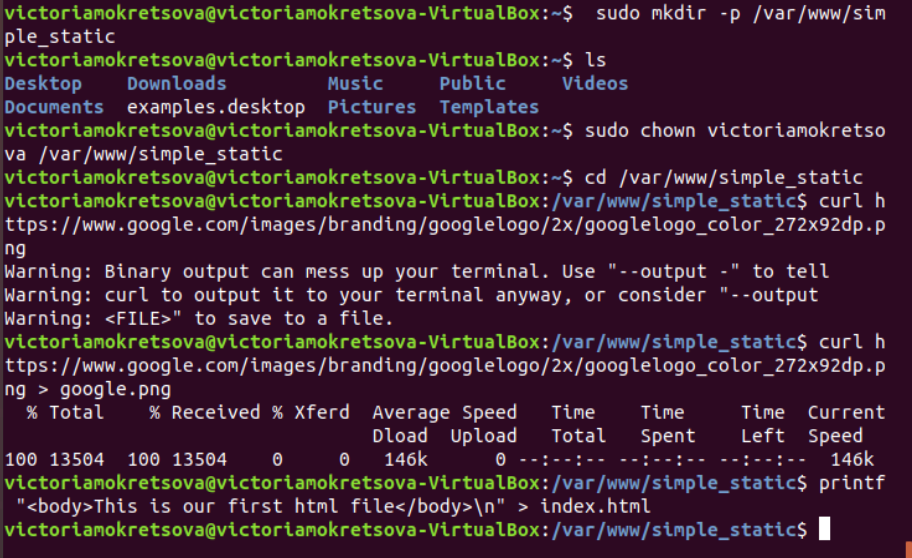 victoriamokretsova@victoriamokretsova-VirtualBox:~$  sudo mkdir -p /var/www/sim
ple_static
victoriamokretsova@victoriamokretsova-VirtualBox:~$ ls
Desktop    Downloads         Music     Public     Videos
Documents  examples.desktop  Pictures  Templates
victoriamokretsova@victoriamokretsova-VirtualBox:~$ sudo chown victoriamokretso
va /var/www/simple_static
victoriamokretsova@victoriamokretsova-VirtualBox:~$ cd /var/www/simple_static
victoriamokretsova@victoriamokretsova-VirtualBox:/var/www/simple_static$ curl h
ttps://www.google.com/images/branding/googlelogo/2x/googlelogo_color_272x92dp.p
ng
Warning: Binary output can mess up your terminal. Use "--output -" to tell
Warning: curl to output it to your terminal anyway, or consider "--output
Warning: <FILE>" to save to a file.
victoriamokretsova@victoriamokretsova-VirtualBox:/var/www/simple_static$ curl h
ttps://www.google.com/images/branding/googlelogo/2x/googlelogo_color_272x92dp.p
ng > google.png
  % Total    % Received % Xferd  Average Speed   Time    Time     Time  Current
                                 Dload  Upload   Total   Spent    Left  Speed
100 13504  100 13504    0     0   146k      0 --:--:-- --:--:-- --:--:--  146k
victoriamokretsova@victoriamokretsova-VirtualBox:/var/www/simple_static$ printf
 "<body>This is our first html file</body>\n" > index.html
victoriamokretsova@victoriamokretsova-VirtualBox:/var/www/simple_static$